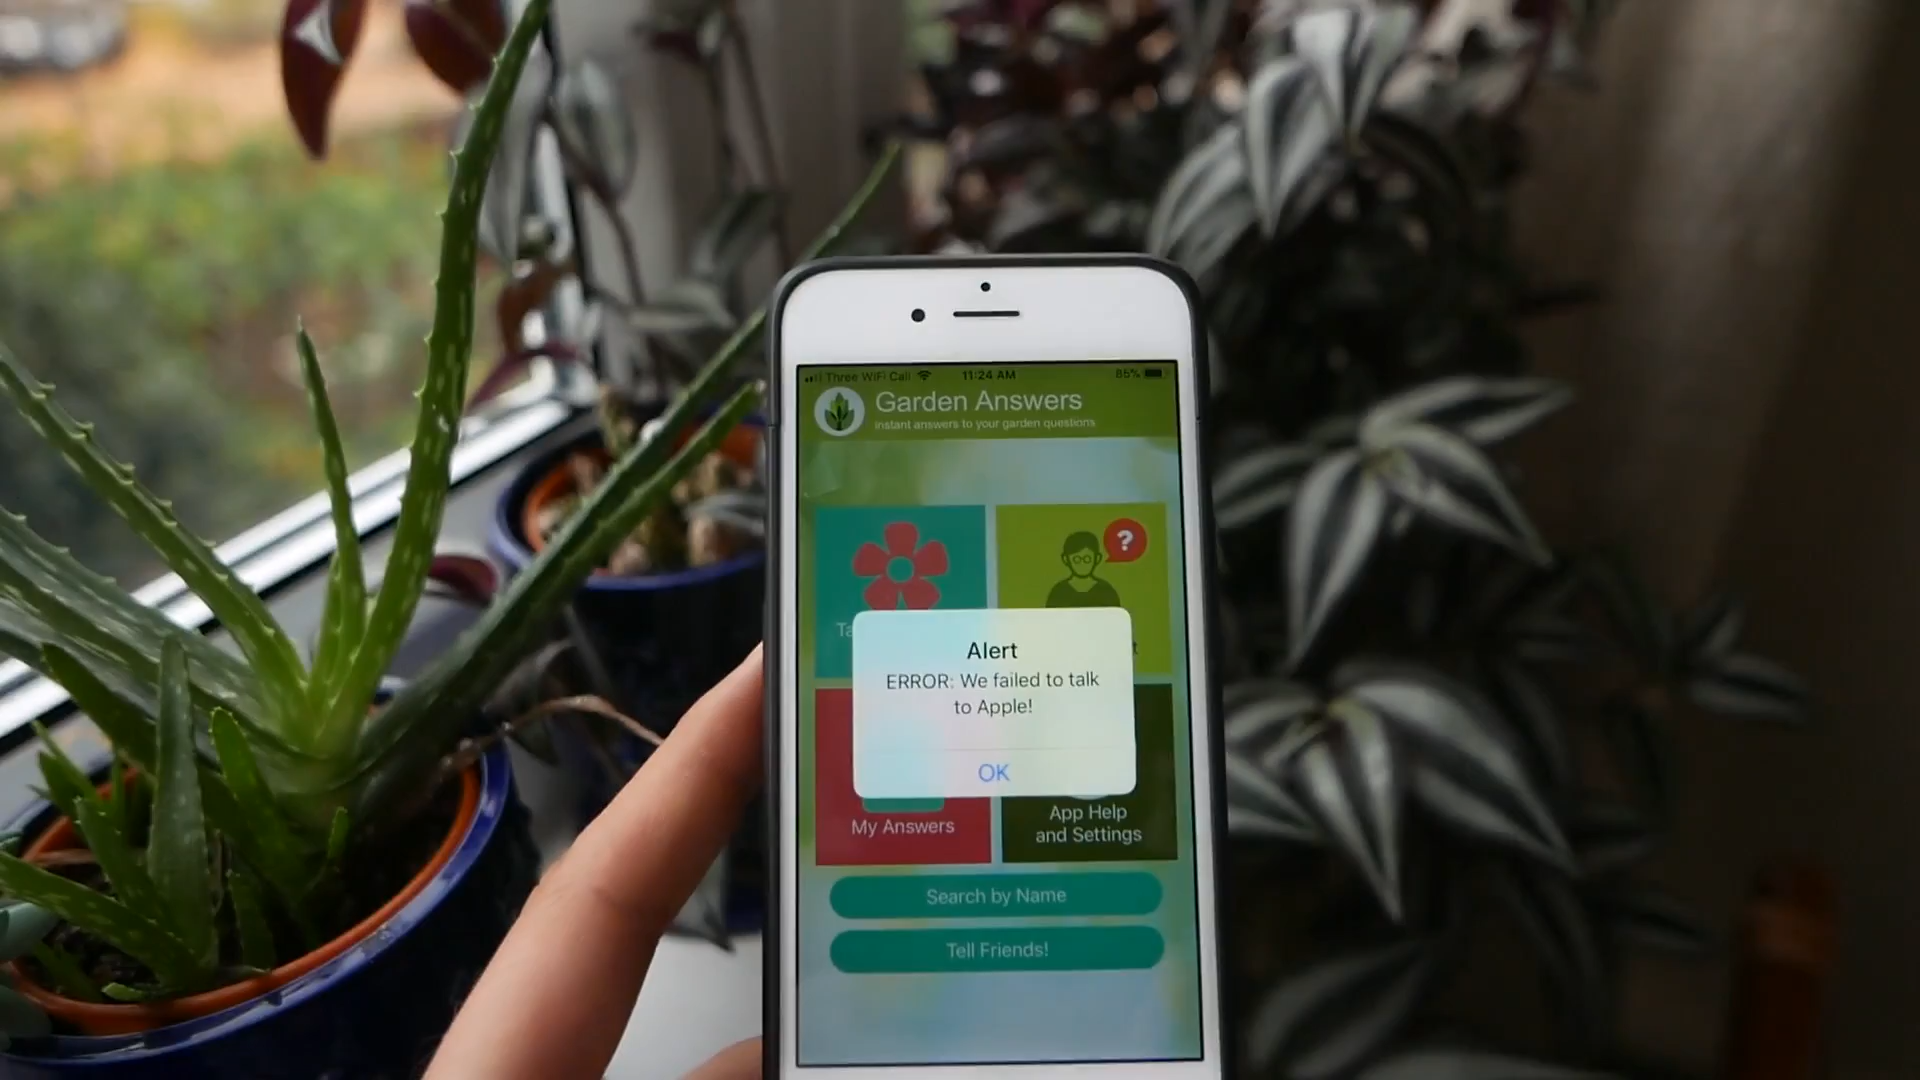 Three WiFi Call 11:24 AM 85%
Garden Answers
instant answers to your garden questions
?
Alert
ERROR: We failed to talk
to Apple!
OK
My Answers
App Help
and Settings
Search by Name
Tell Friends!